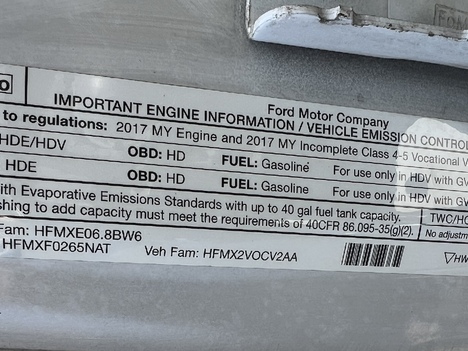 Ford Motor Company
IMPORTANT ENGINE INFORMATION / VEHICLE EMISSION CONTROL
to regulations: 2017 MY Engine and 2017 MY Incomplete Class 4-5 Vocational V
HDE/HDV OBD: HD FUEL: Gasoline For use only in HDV with GV
HDE OBD: HD FUEL: Gasoline For use only in HDV with GV
with Evaporative Emissions Standards with up to 40 gal fuel tank capacity. TWC/HO
shing to add capacity must meet the requirements of 40CFR 86.095-35(g)(2). No adjustm
Fam: HFMXE06.8BW6
HFMXF0265NAT Veh Fam: HFMX2VOCV2AA
HW